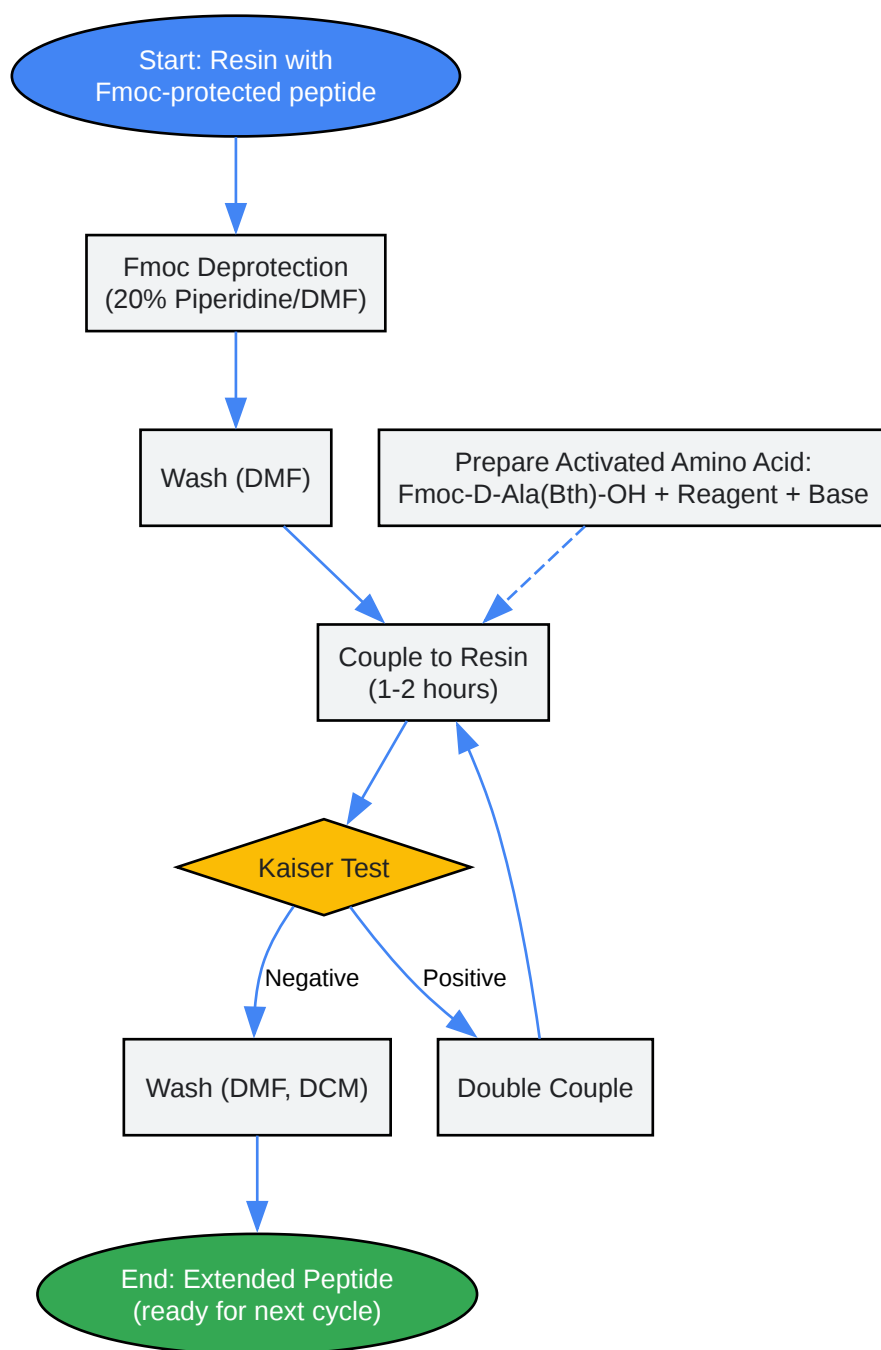 Start: Resin with
Fmoc-protected peptide
Fmoc Deprotection
(20% Piperidine/DMF)
Wash (DMF)
Prepare Activated Amino Acid:
Fmoc-D-Ala(Bth)-OH + Reagent + Base
Couple to Resin
(1-2 hours)
Kaiser Test
Negative
Positive
Wash (DMF, DCM)
Double Couple
End: Extended Peptide
(ready for next cycle)